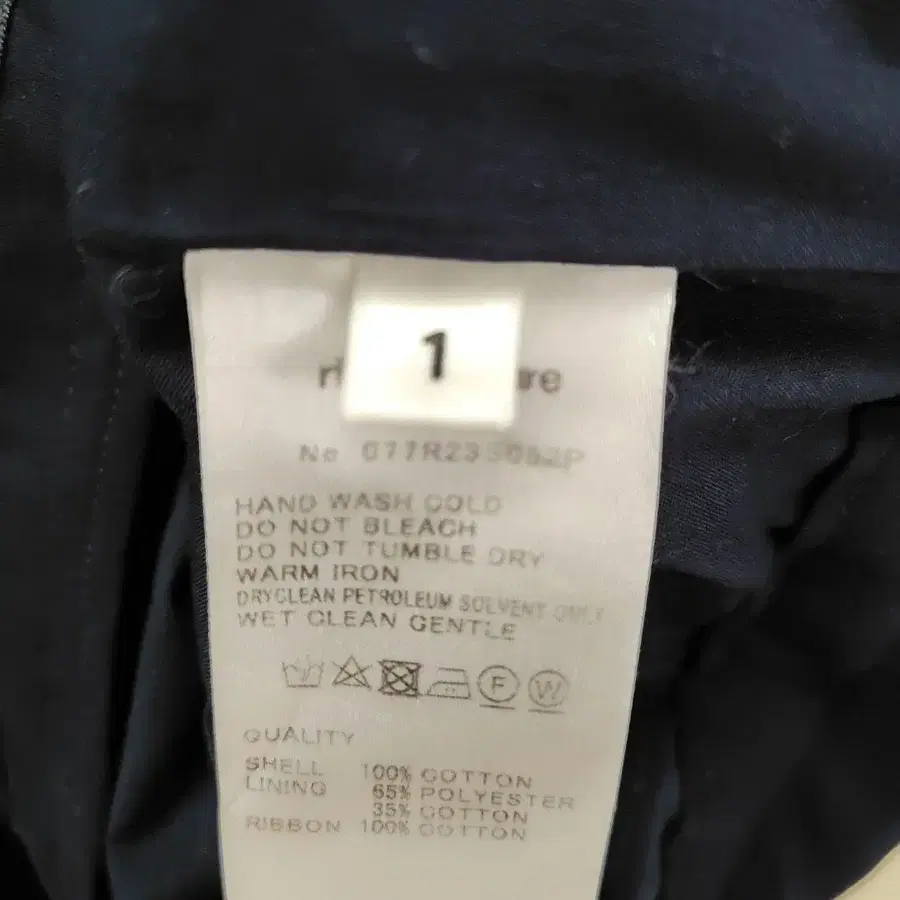 1
No
HAND WASH COLD
DO NOT BLEACH
DO NOT TUMBLE DRY
WARM IRON
DRYCLEAN PETROLEUM SOLVENT ONLY
WET CLEAN GENTLE
F W
QUALITY
SHELL 100% COTTON
LINING 65% POLYESTER
35% COTTON
RIBBON 100% COTTON